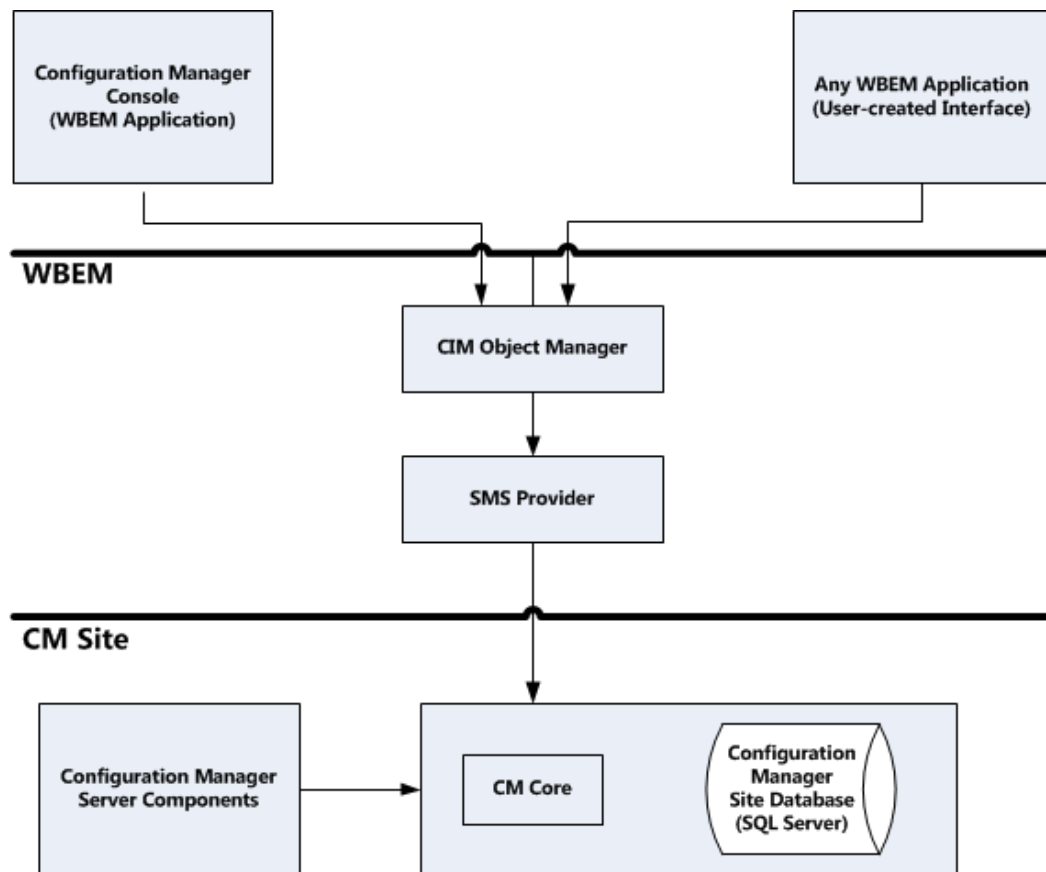 Configuration Manager
Console
(WBEM Application)
Any WBEM Application
(User-created Interface)
WBEM
CIM Object Manager
SMS Provider
CM Site
Configuration Manager
Server Components
CM Core
Configuration
Manager
Site Database
(SQL Server)